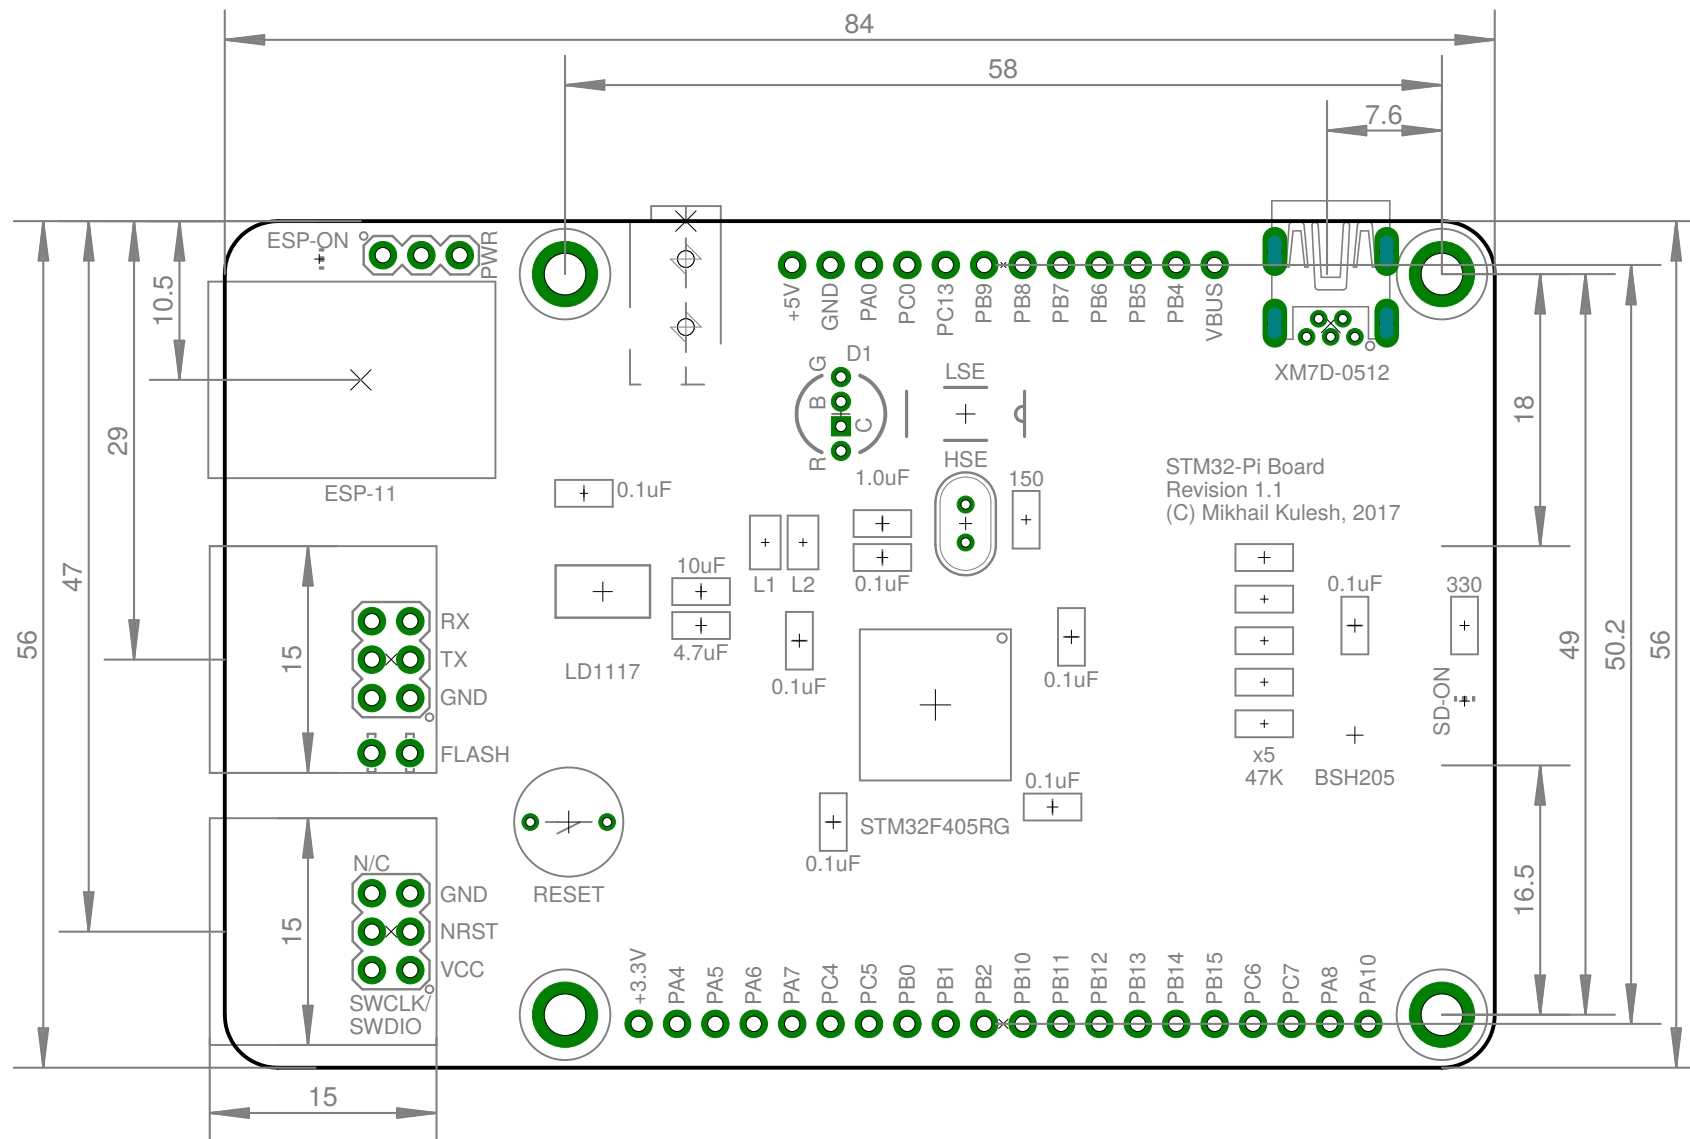 84
58
7.6
ESP-ON
PWR
+5V
GND
PA0
PC0
PC13
PB9
PB8
PB7
PB6
PB5
PB4
VBUS
10.5
G
D1
B
C
R
LSE
XM7D-0512
HSE
18
29
ESP-11
0.1uF
1.0uF
150
STM32-Pi Board
Revision 1.1
(C) Mikhail Kulesh, 2017
47
10uF
L1
L2
0.1uF
0.1uF
330
56
15
RX
TX
GND
FLASH
LD1117
4.7uF
0.1uF
0.1uF
49
50.2
56
SD-ON
x5
47K
BSH205
0.1uF
STM32F405RG
0.1uF
RESET
16.5
15
N/C
GND
NRST
VCC
SWCLK/
SWDIO
+3.3V
PA4
PA5
PA6
PA7
PC4
PC5
PB0
PB1
PB2
PB10
PB11
PB12
PB13
PB14
PB15
PC6
PC7
PA8
PA10
15